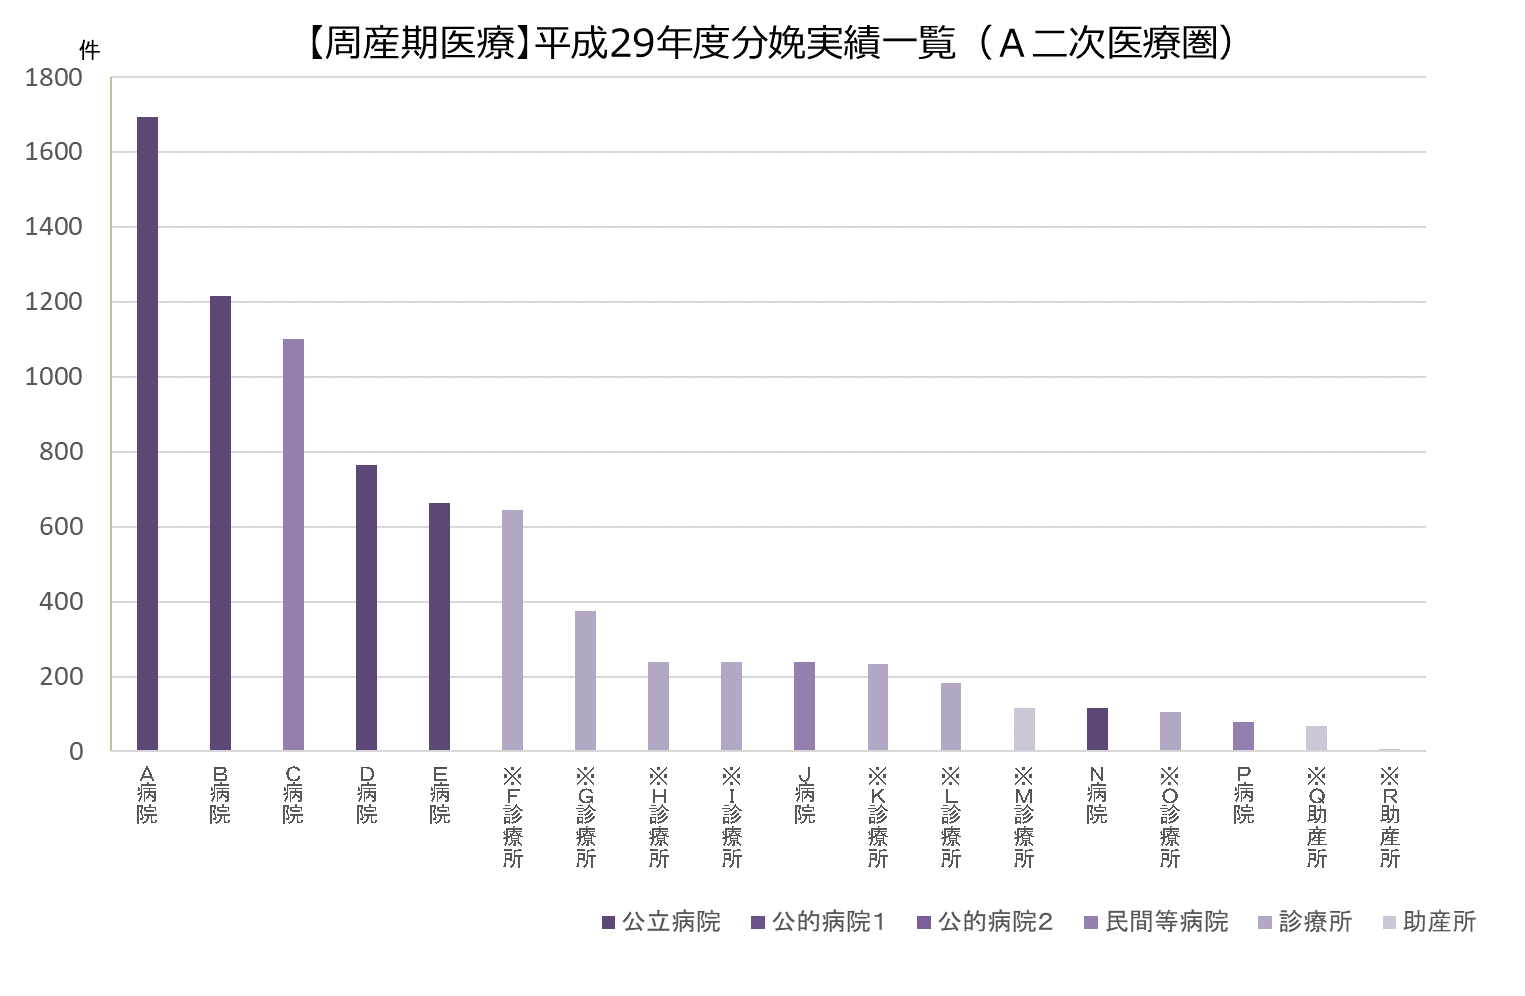 【周産期医療】平成29年度分娩実績一覧（Ａ二次医療圏）
件
1800
1600
1400
1200
1000
800
600
400
200
0
Ａ病院
Ｂ病院
Ｃ病院
Ｄ病院
Ｅ病院
※Ｆ診療所
※Ｇ診療所
※Ｈ診療所
※Ｉ診療所
Ｊ病院
※Ｋ診療所
※Ｌ診療所
※Ｍ診療所
Ｎ病院
※Ｏ診療所
Ｐ病院
※Ｑ助産所
※Ｒ助産所
公立病院 公的病院１ 公的病院２ 民間等病院 診療所 助産所